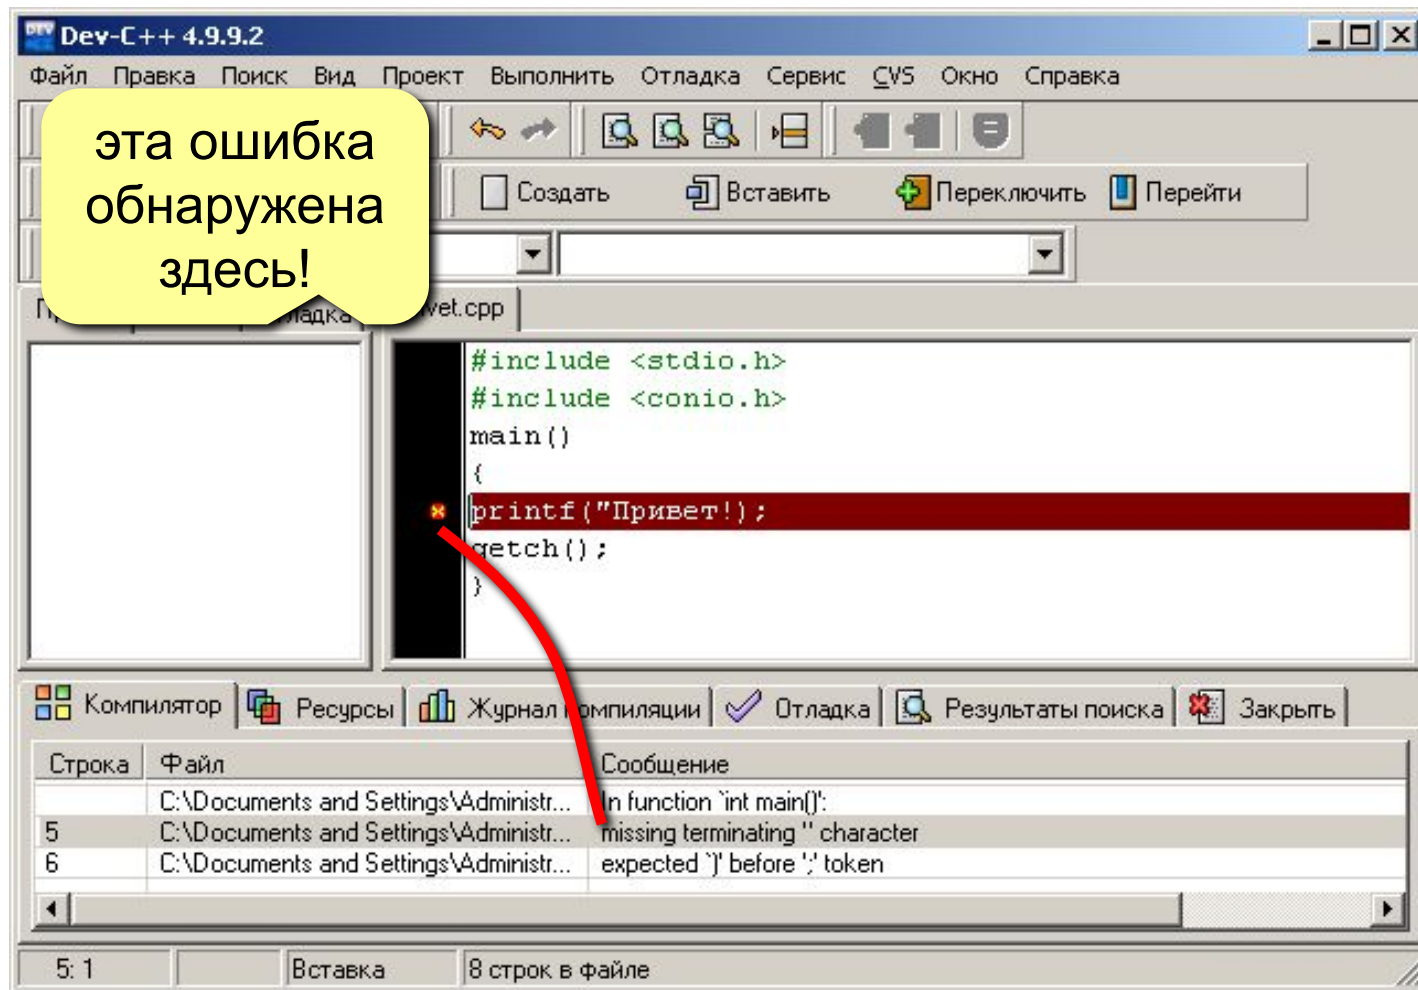 Dev-C++ 4.9.9.2
Файл Правка Поиск Вид Проект Выполнить Отладка Сервис CVS Окно Справка
эта ошибка
обнаружена
здесь!
Создать Вставить Переключить Перейти
vet.cpp
#include <stdio.h>
#include <conio.h>
main()
{
printf("Привет!);
getch();
}
Компилятор Ресурсы Журнал компиляции Отладка Результаты поиска Закрыть
Строка Файл Сообщение
C:\Documents and Settings\Administr... In function `int main()':
5 C:\Documents and Settings\Administr... missing terminating " character
6 C:\Documents and Settings\Administr... expected `)' before ';' token
5: 1 Вставка 8 строк в файле